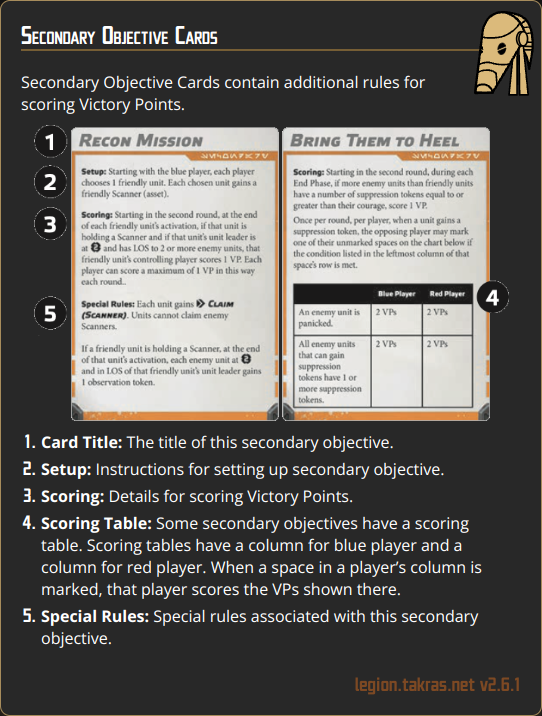 Secondary Objective Cards
Secondary Objective Cards contain additional rules for
scoring Victory Points.
1
2
3
5
Recon Mission
Setup: Starting with the blue player, each player
chooses 1 friendly unit. Each chosen unit gains a
friendly Scanner (asset).
Scoring: Starting in the second round, at the end
of each friendly unit's activation, if that unit is
holding a Scanner and if that unit's unit leader is
at 2 and has LOS to 2 or more enemy units, that
friendly unit's controlling player scores 1 VP. Each
player can score a maximum of 1 VP in this way
each round..
Special Rules: Each unit gains Claim
(Scanner). Units cannot claim enemy
Scanners.
If a friendly unit is holding a Scanner, at the end
of that unit's activation, each enemy unit at 2
and in LOS of that friendly unit's unit leader gains
1 observation token.
Bring Them to Heel
Scoring: Starting in the second round, during each
End Phase, if more enemy units than friendly units
have a number of suppression tokens equal to or
greater than their courage, score 1 VP.
Once per round, per player, when a unit gains a
suppression token, the opposing player may mark
one of their unmarked spaces on the chart below if
the condition listed in the leftmost column of that
space's row is met.
4
Blue Player Red Player
An enemy unit is 2 VPs 2 VPs
panicked.
All enemy units 2 VPs 2 VPs
that can gain
suppression
tokens have 1 or
more suppression
tokens.
1. Card Title: The title of this secondary objective.
2. Setup: Instructions for setting up secondary objective.
3. Scoring: Details for scoring Victory Points.
4. Scoring Table: Some secondary objectives have a scoring
table. Scoring tables have a column for blue player and a
column for red player. When a space in a player's column is
marked, that player scores the VPs shown there.
5. Special Rules: Special rules associated with this secondary
objective.
legion.takras.net v2.6.1